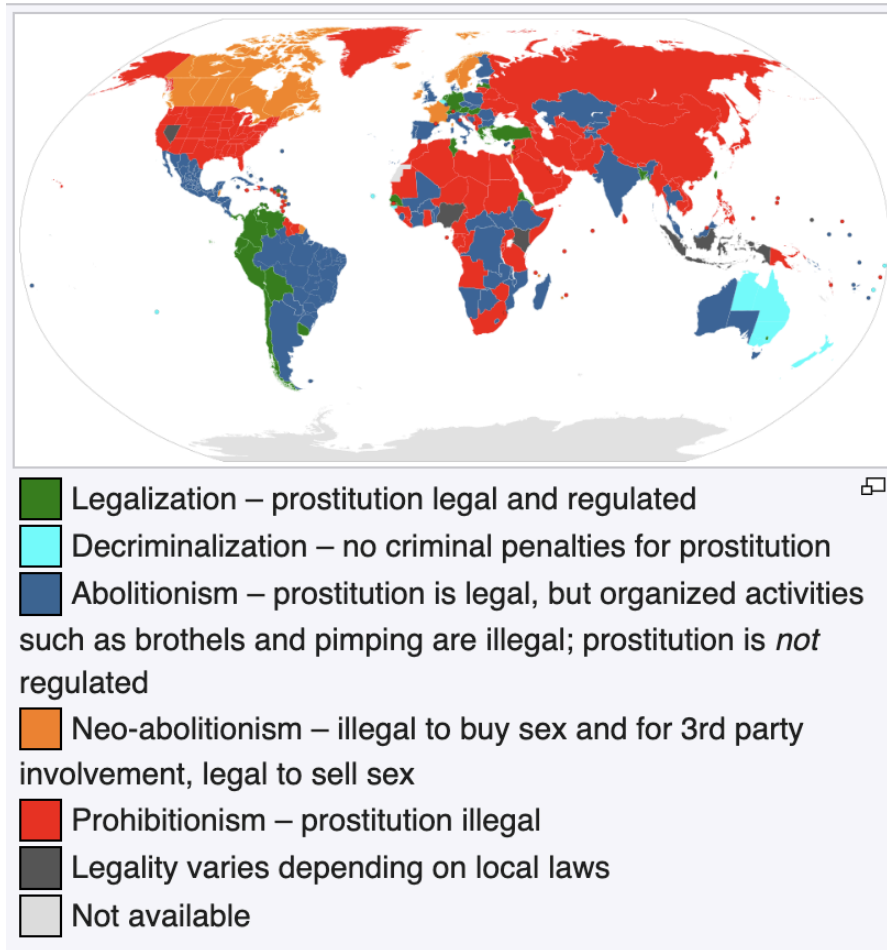 Legalization – prostitution legal and regulated
Decriminalization – no criminal penalties for prostitution
Abolitionism – prostitution is legal, but organized activities
such as brothels and pimping are illegal; prostitution is not
regulated
Neo-abolitionism – illegal to buy sex and for 3rd party
involvement, legal to sell sex
Prohibitionism – prostitution illegal
Legality varies depending on local laws
Not available